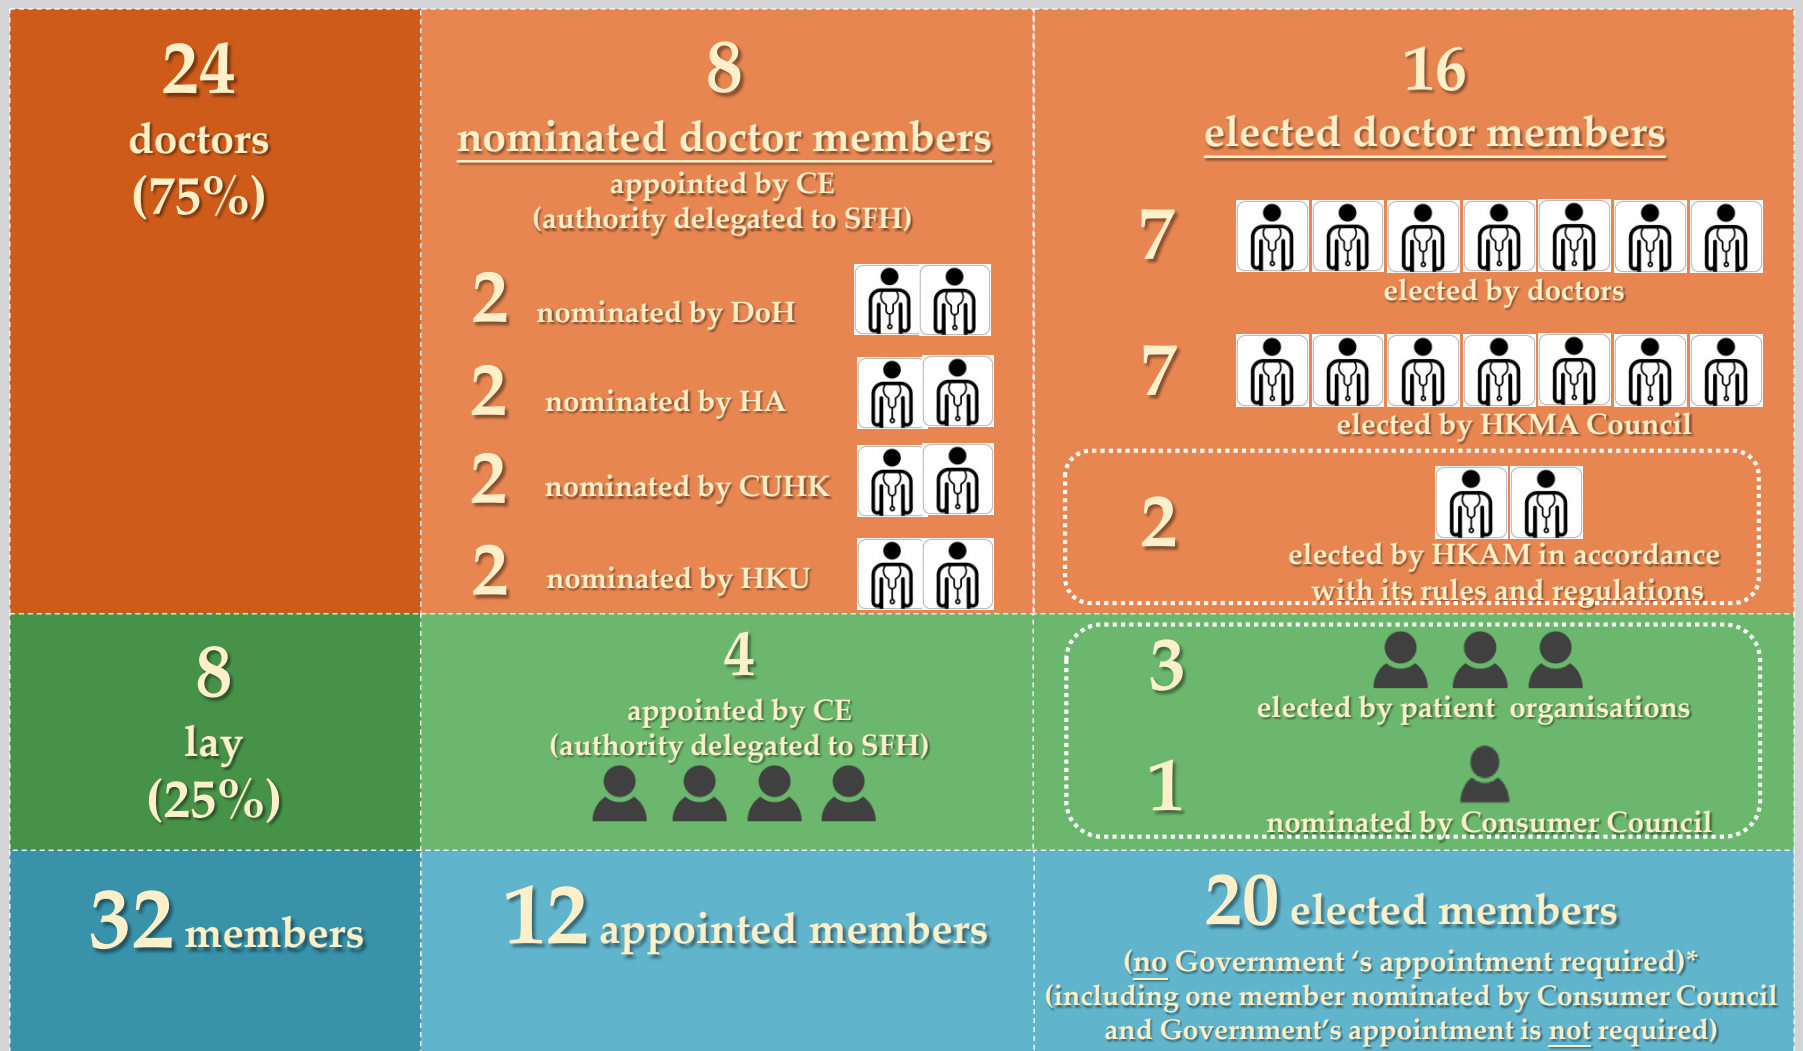 24
doctors
(75%)
8
nominated doctor members
appointed by CE
(authority delegated to SFH)
2 nominated by DoH
2 nominated by HA
2 nominated by CUHK
2 nominated by HKU
16
elected doctor members
7
elected by doctors
7
elected by HKMA Council
2
elected by HKAM in accordance
with its rules and regulations
8
lay
(25%)
4
appointed by CE
(authority delegated to SFH)
3
elected by patient organisations
1
nominated by Consumer Council
32 members
12 appointed members
20 elected members
(no Government ‘s appointment required)*
(including one member nominated by Consumer Council
and Government’s appointment is not required)